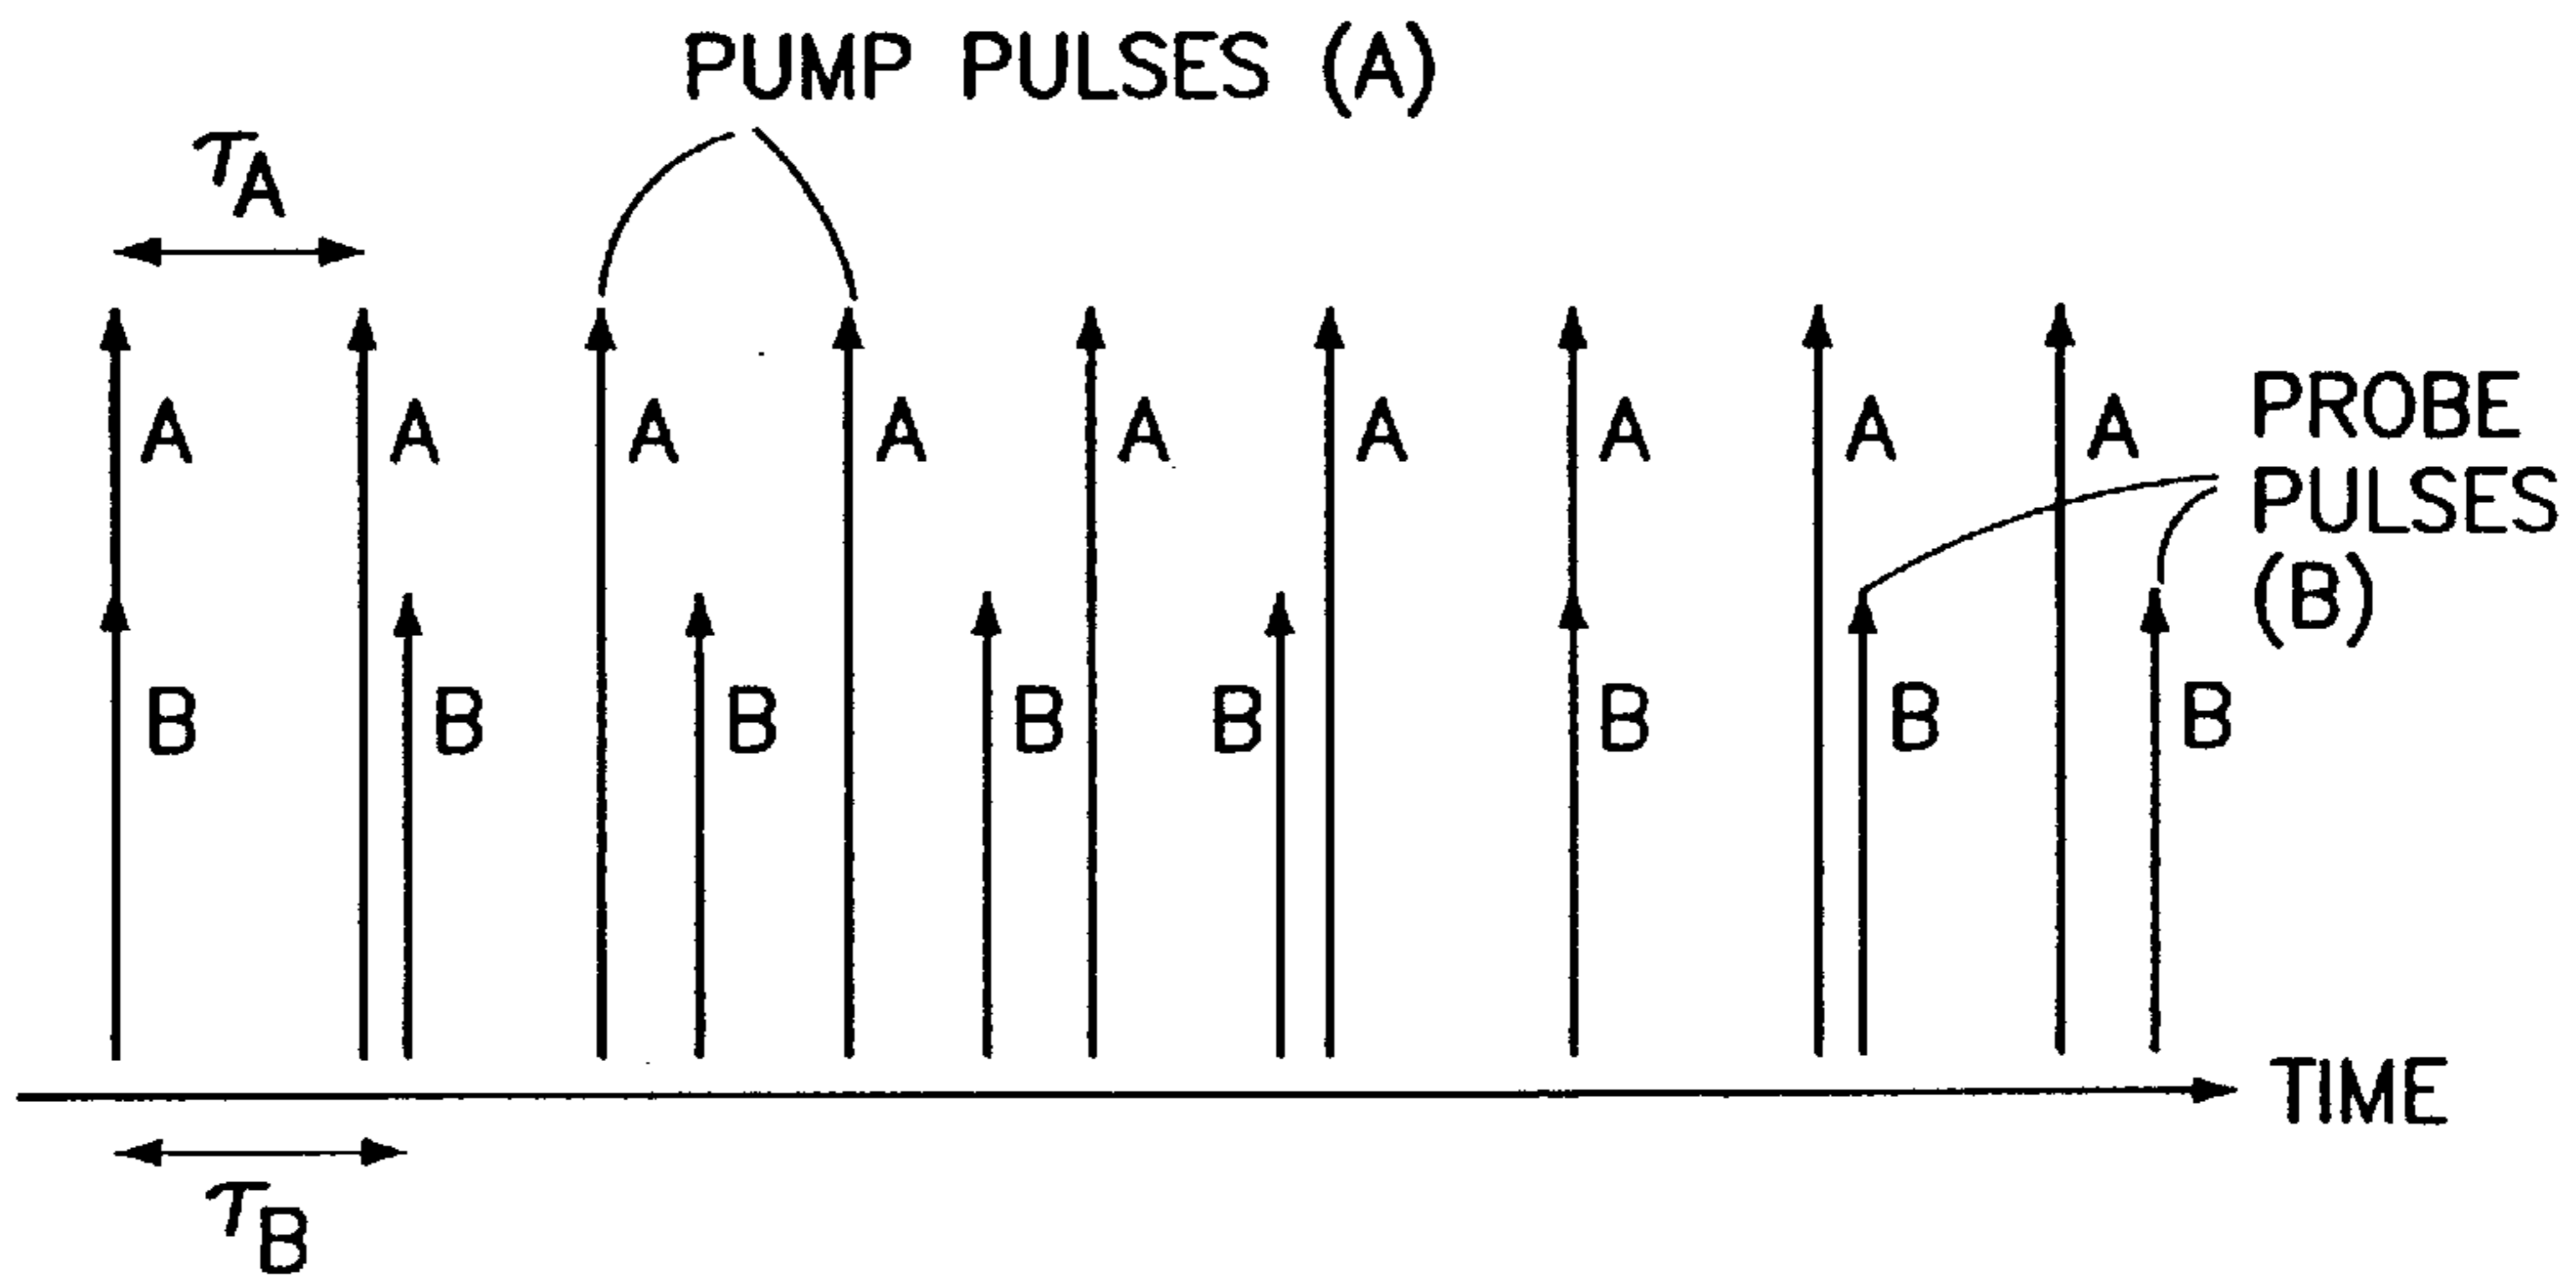 PUMP PULSES (A)
τA
A A A A A A A A A
PROBE
PULSES
(B)
B B B B B B B B
TIME
τB